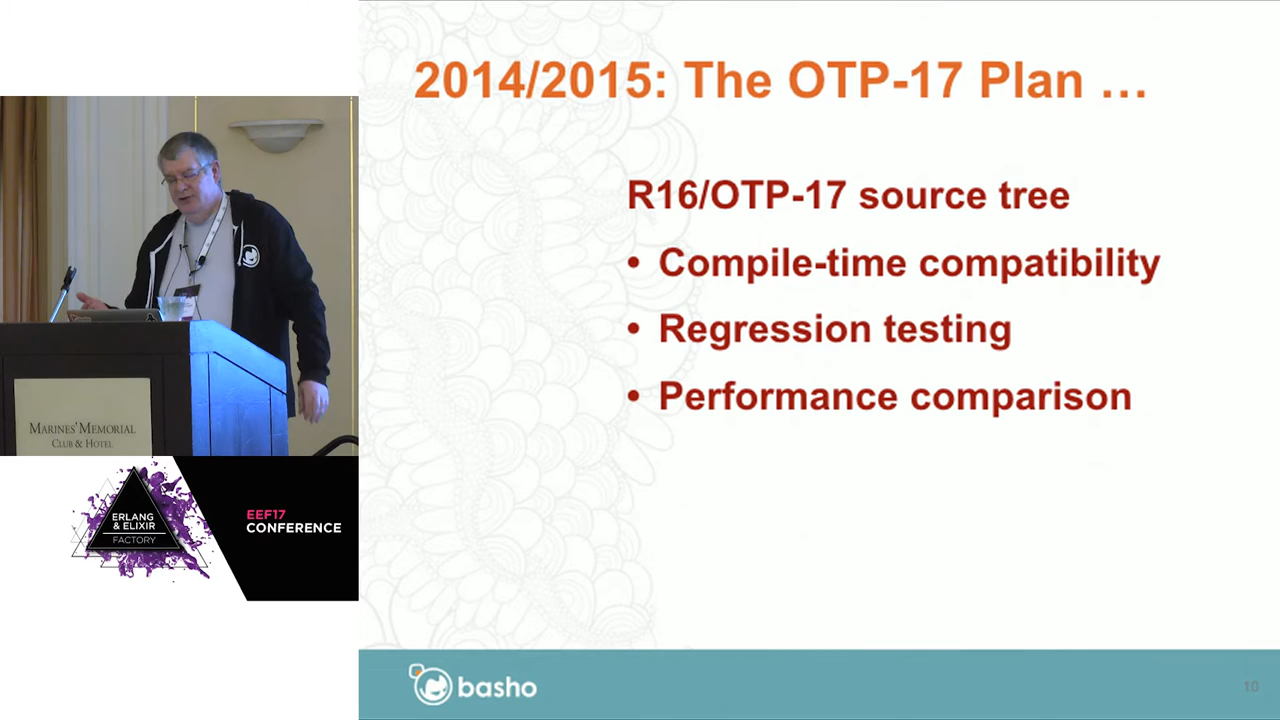 2014/2015: The OTP-17 Plan …
R16/OTP-17 source tree
• Compile-time compatibility
• Regression testing
• Performance comparison
MARINES' MEMORIAL
CLUB & HOTEL
ERLANG
& ELIXIR
FACTORY
EEF17
CONFERENCE
basho
10